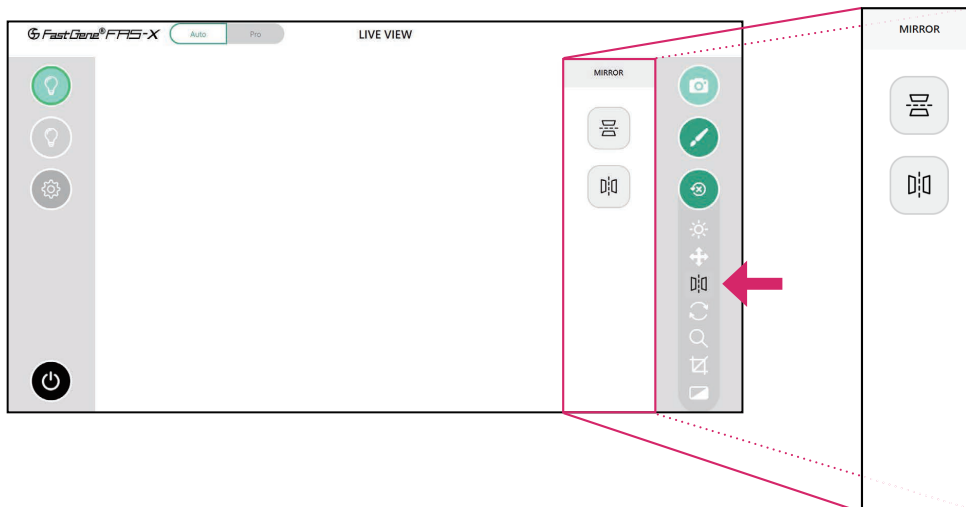 FastGene® FAS-X
Auto
Pro
LIVE VIEW
MIRROR
MIRROR